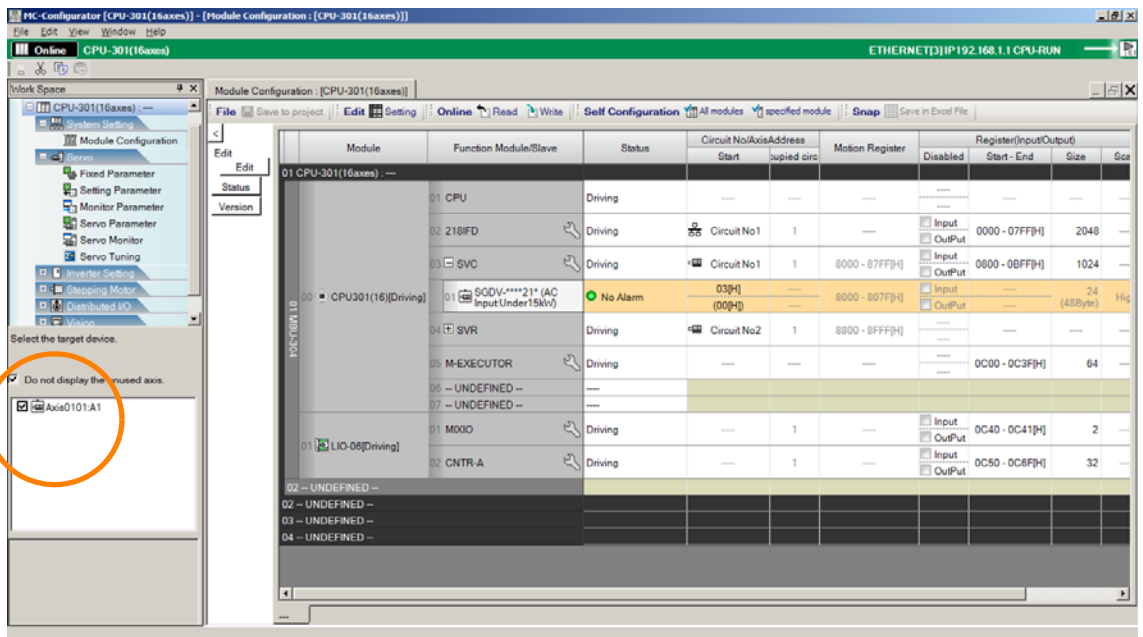 MC-Configurator [CPU-301(16axes)] - [Module Configuration : [CPU-301(16axes)]]
File Edit View Window Help
Online CPU-301(16axes) ETHERNET[3] IP192.168.1.1 CPU-RUN
Work Space
CPU-301(16axes) : ---
System Setting
Module Configuration
Servo
Fixed Parameter
Setting Parameter
Monitor Parameter
Servo Parameter
Servo Monitor
Servo Tuning
Inverter Setting
Stepping Motor
Distributed I/O
Vision
Select the target device.
Do not display the unused axis.
Axis0101:A1
Module Configuration : [CPU-301(16axes)]
File Save to project Edit Setting Online Read Write Self Configuration All modules specified module Snap Save in Excel File
<
Edit
Edit
Status
Version
Module Function Module/Slave Status Circuit No/AxisAddress Motion Register Register(Input/Output)
Start cupied circ Disabled Start - End Size Sca
01 CPU-301(16axes) : ---
01 MBU-304
00 CPU301(16)[Driving]
01 CPU Driving ---- ---- ---- ---- ---- ----
02 218IFD Driving Circuit No1 1 ---- Input OutPut 0000 - 07FF[H] 2048
03 SVC Driving Circuit No1 1 8000 - 87FF[H] Input OutPut 0800 - 0BFF[H] 1024
01 SGDV-****21* (AC Input Under15kW) No Alarm 03[H] (00[H]) ---- 8000 - 807F[H] Input OutPut ---- 24 (48Byte) Hig
04 SVR Driving Circuit No2 1 8800 - 8FFF[H] ---- ---- ----
05 M-EXECUTOR Driving ---- ---- ---- ---- 0C00 - 0C3F[H] 64
06 -- UNDEFINED -- ----
07 -- UNDEFINED -- ----
01 LIO-06[Driving]
01 MIXIO Driving ---- 1 ---- Input OutPut 0C40 - 0C41[H] 2
02 CNTR-A Driving ---- 1 ---- Input OutPut 0C50 - 0C6F[H] 32
02 -- UNDEFINED --
02 -- UNDEFINED --
03 -- UNDEFINED --
04 -- UNDEFINED --
---